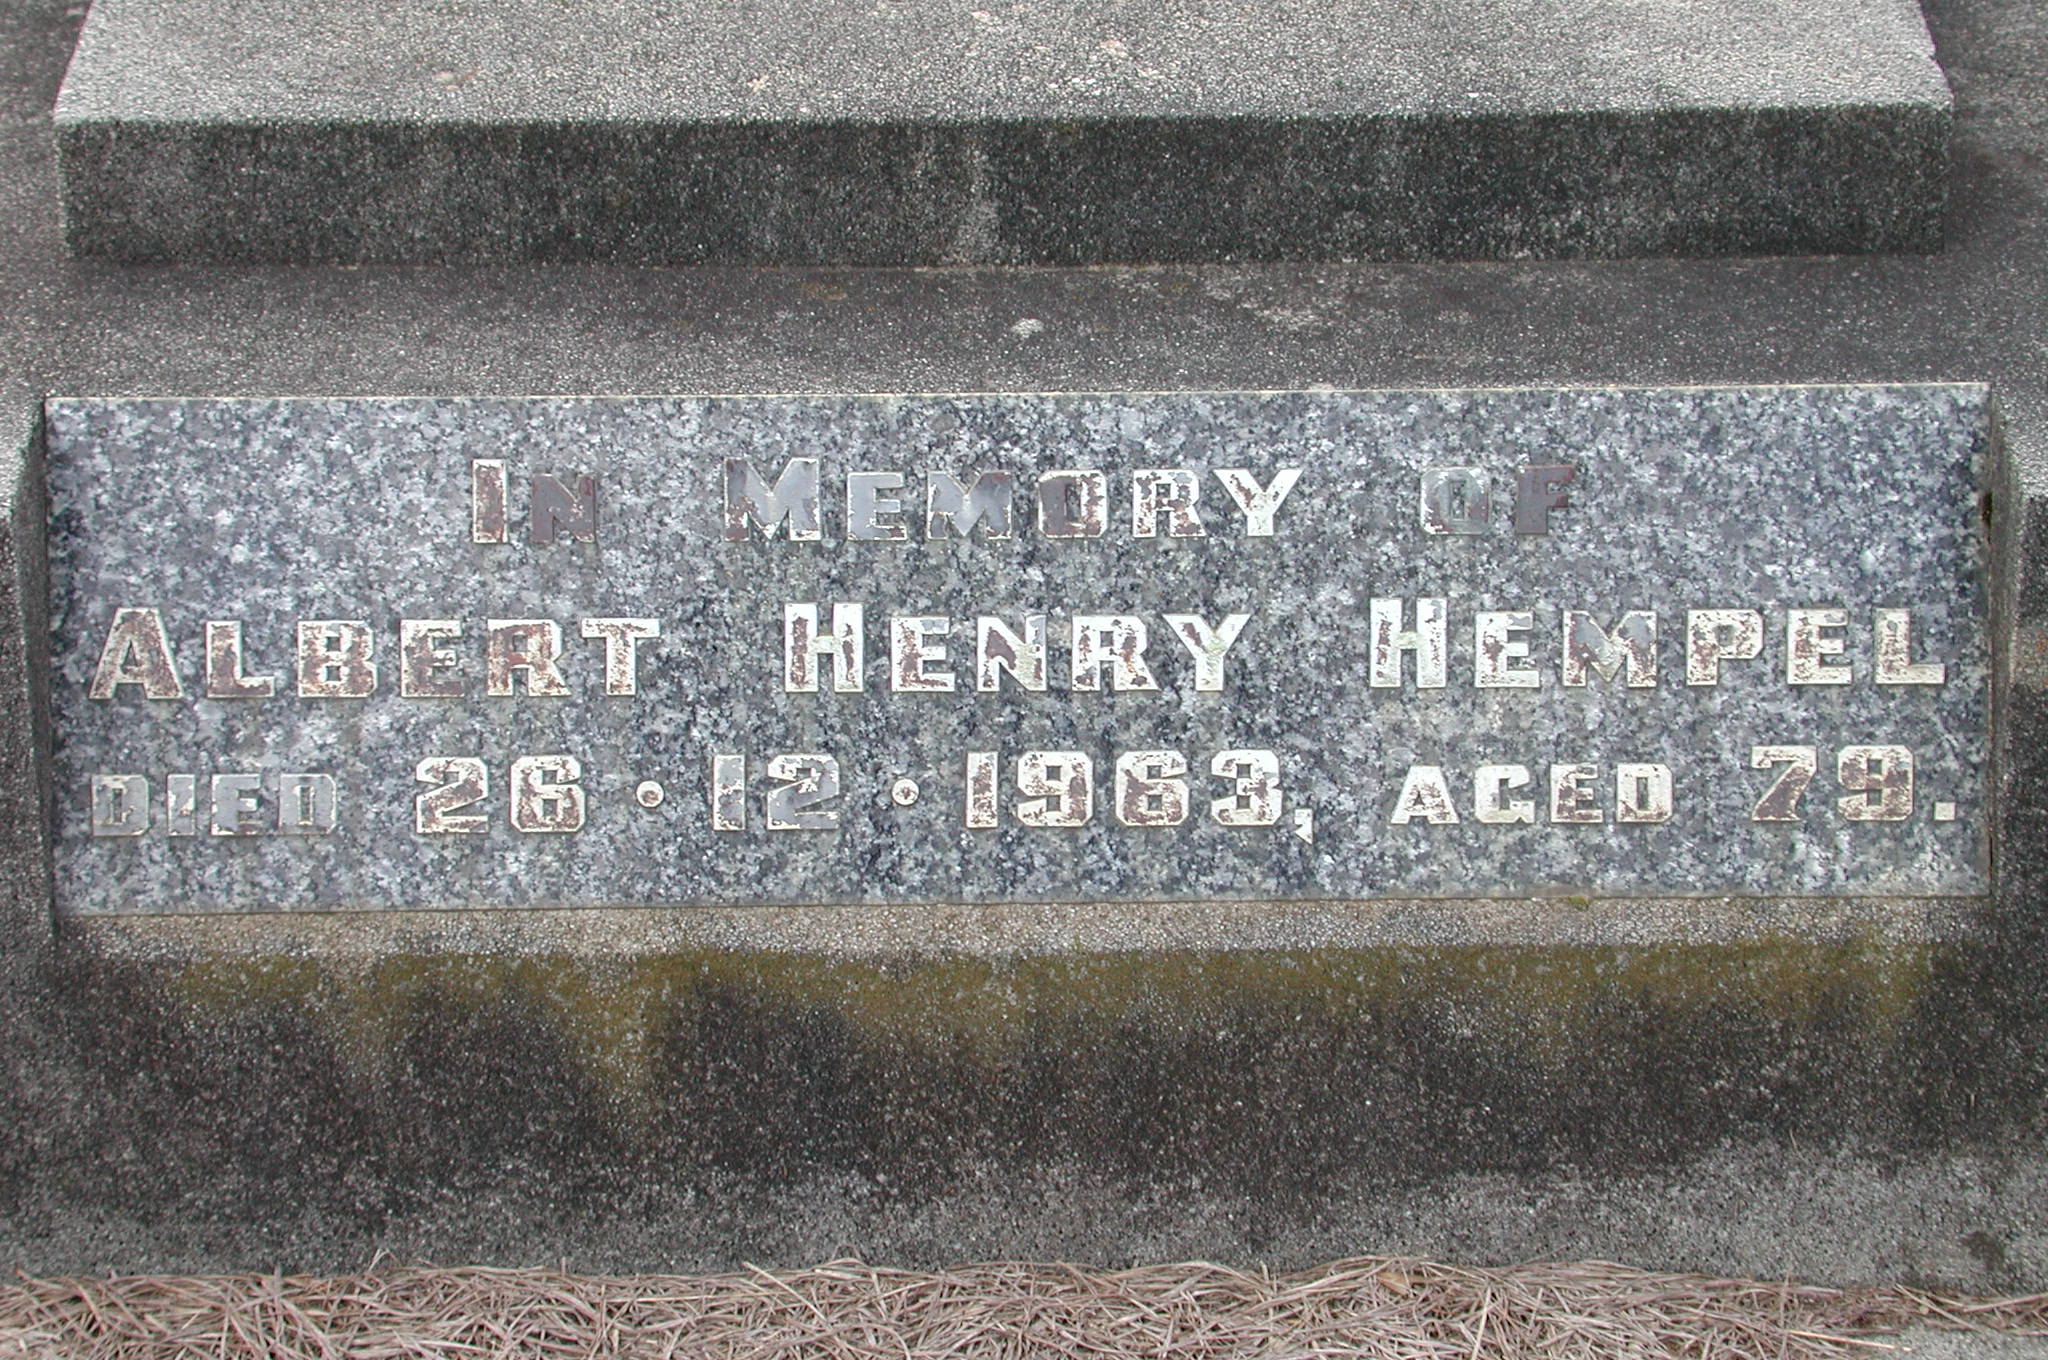 In Memory of
Albert Henry Hempel
died 26·12·1963, aged 79.